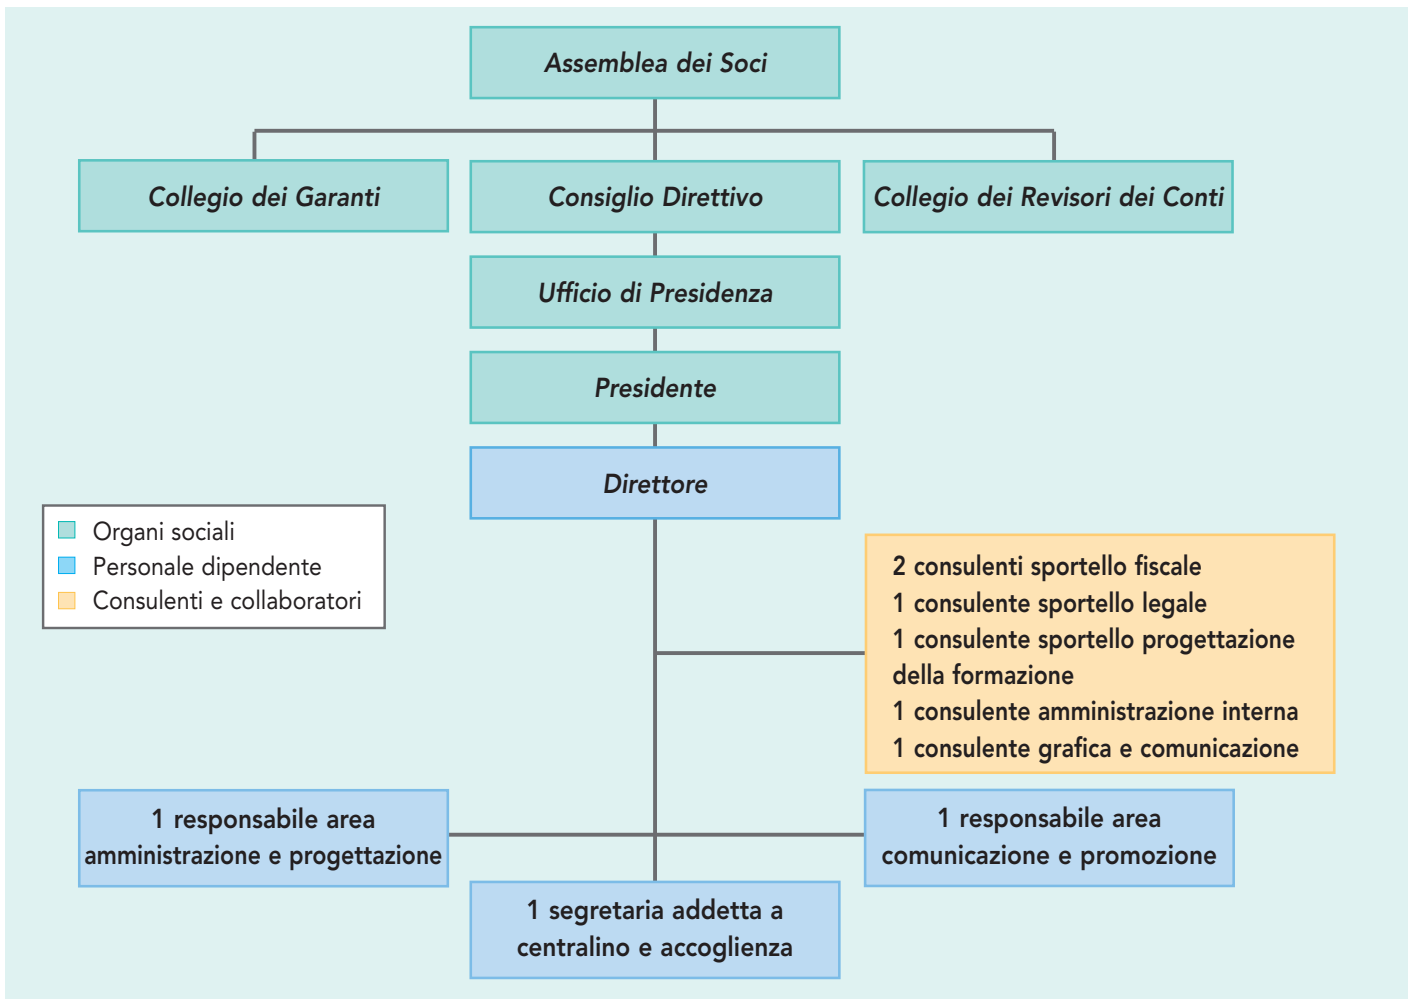 Assemblea dei Soci
Collegio dei Garanti
Consiglio Direttivo
Collegio dei Revisori dei Conti
Ufficio di Presidenza
Presidente
Direttore
Organi sociali
Personale dipendente
Consulenti e collaboratori
2 consulenti sportello fiscale
1 consulente sportello legale
1 consulente sportello progettazione
della formazione
1 consulente amministrazione interna
1 consulente grafica e comunicazione
1 responsabile area
amministrazione e progettazione
1 responsabile area
comunicazione e promozione
1 segretaria addetta a
centralino e accoglienza